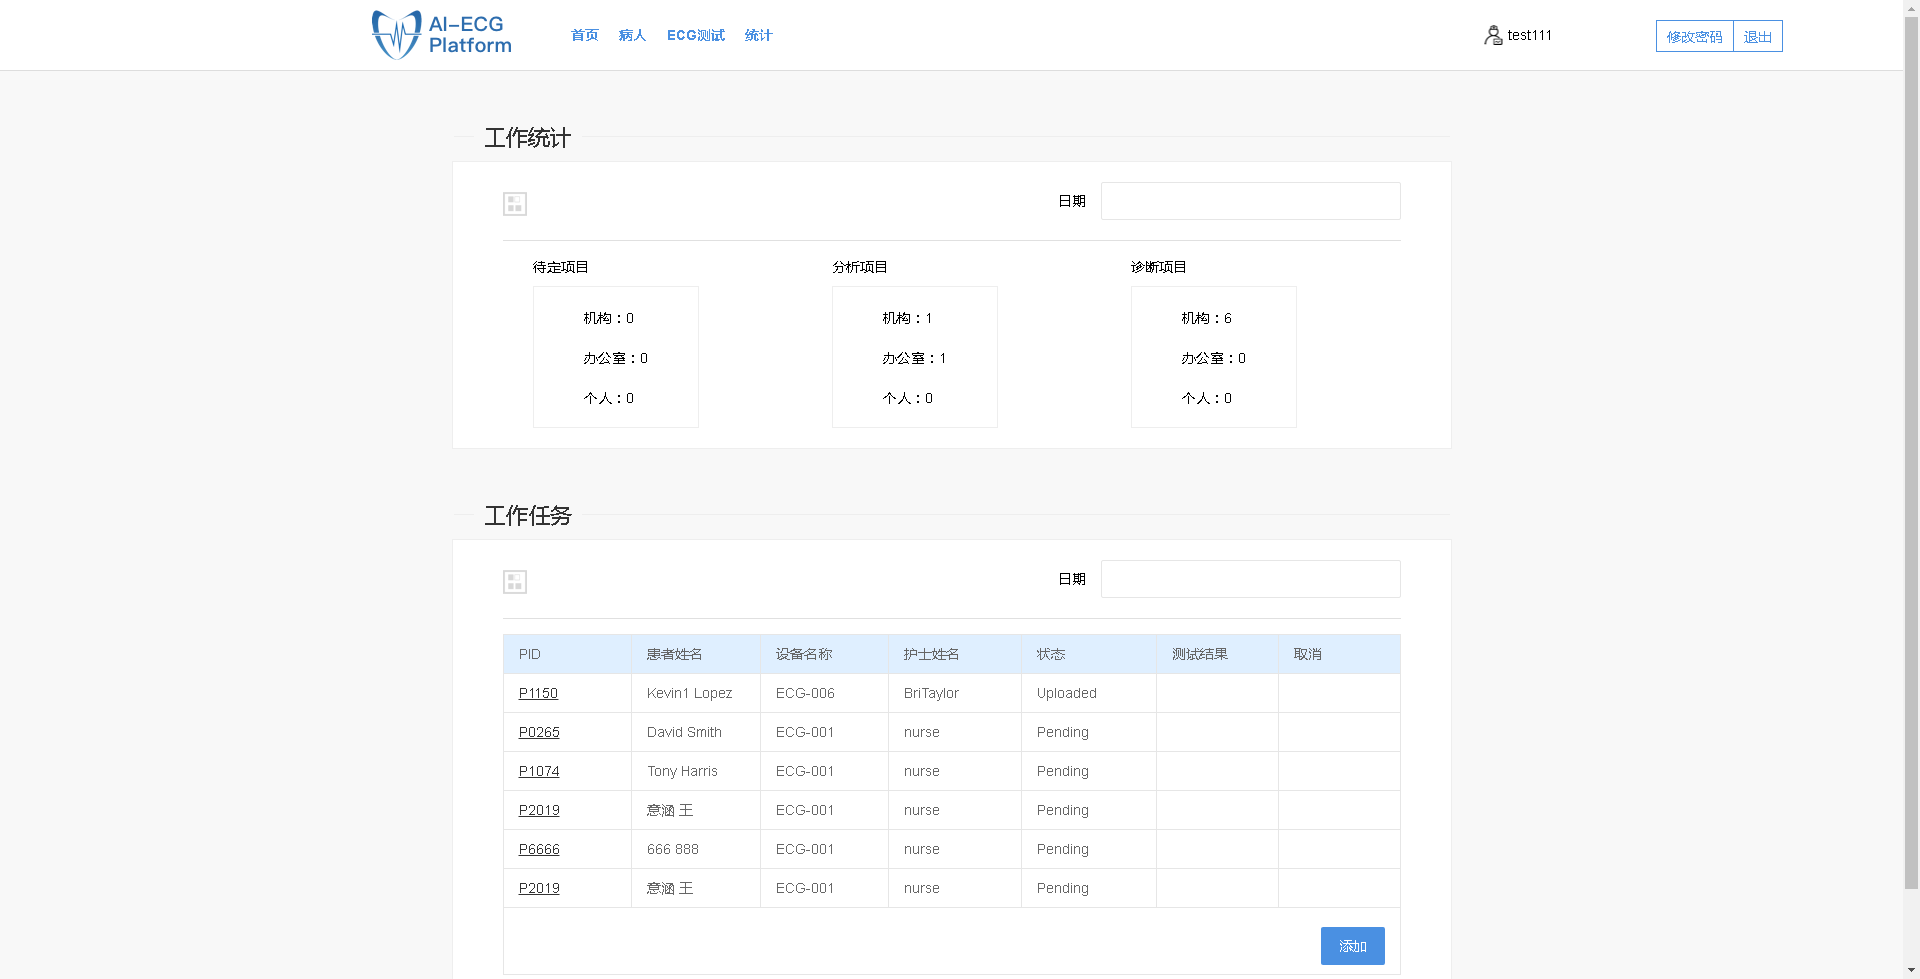 AI-ECG Platform
首页 病人 ECG测试 统计 test111 修改密码 退出
工作统计
日期
待定项目 分析项目 诊断项目
机构：0 机构：1 机构：6
办公室：0 办公室：1 办公室：0
个人：0 个人：0 个人：0
工作任务
日期
PID 患者姓名 设备名称 护士姓名 状态 测试结果 取消
P1150 Kevin1 Lopez ECG-006 BriTaylor Uploaded
P0265 David Smith ECG-001 nurse Pending
P1074 Tony Harris ECG-001 nurse Pending
P2019 意涵 王 ECG-001 nurse Pending
P6666 666 888 ECG-001 nurse Pending
P2019 意涵 王 ECG-001 nurse Pending
添加